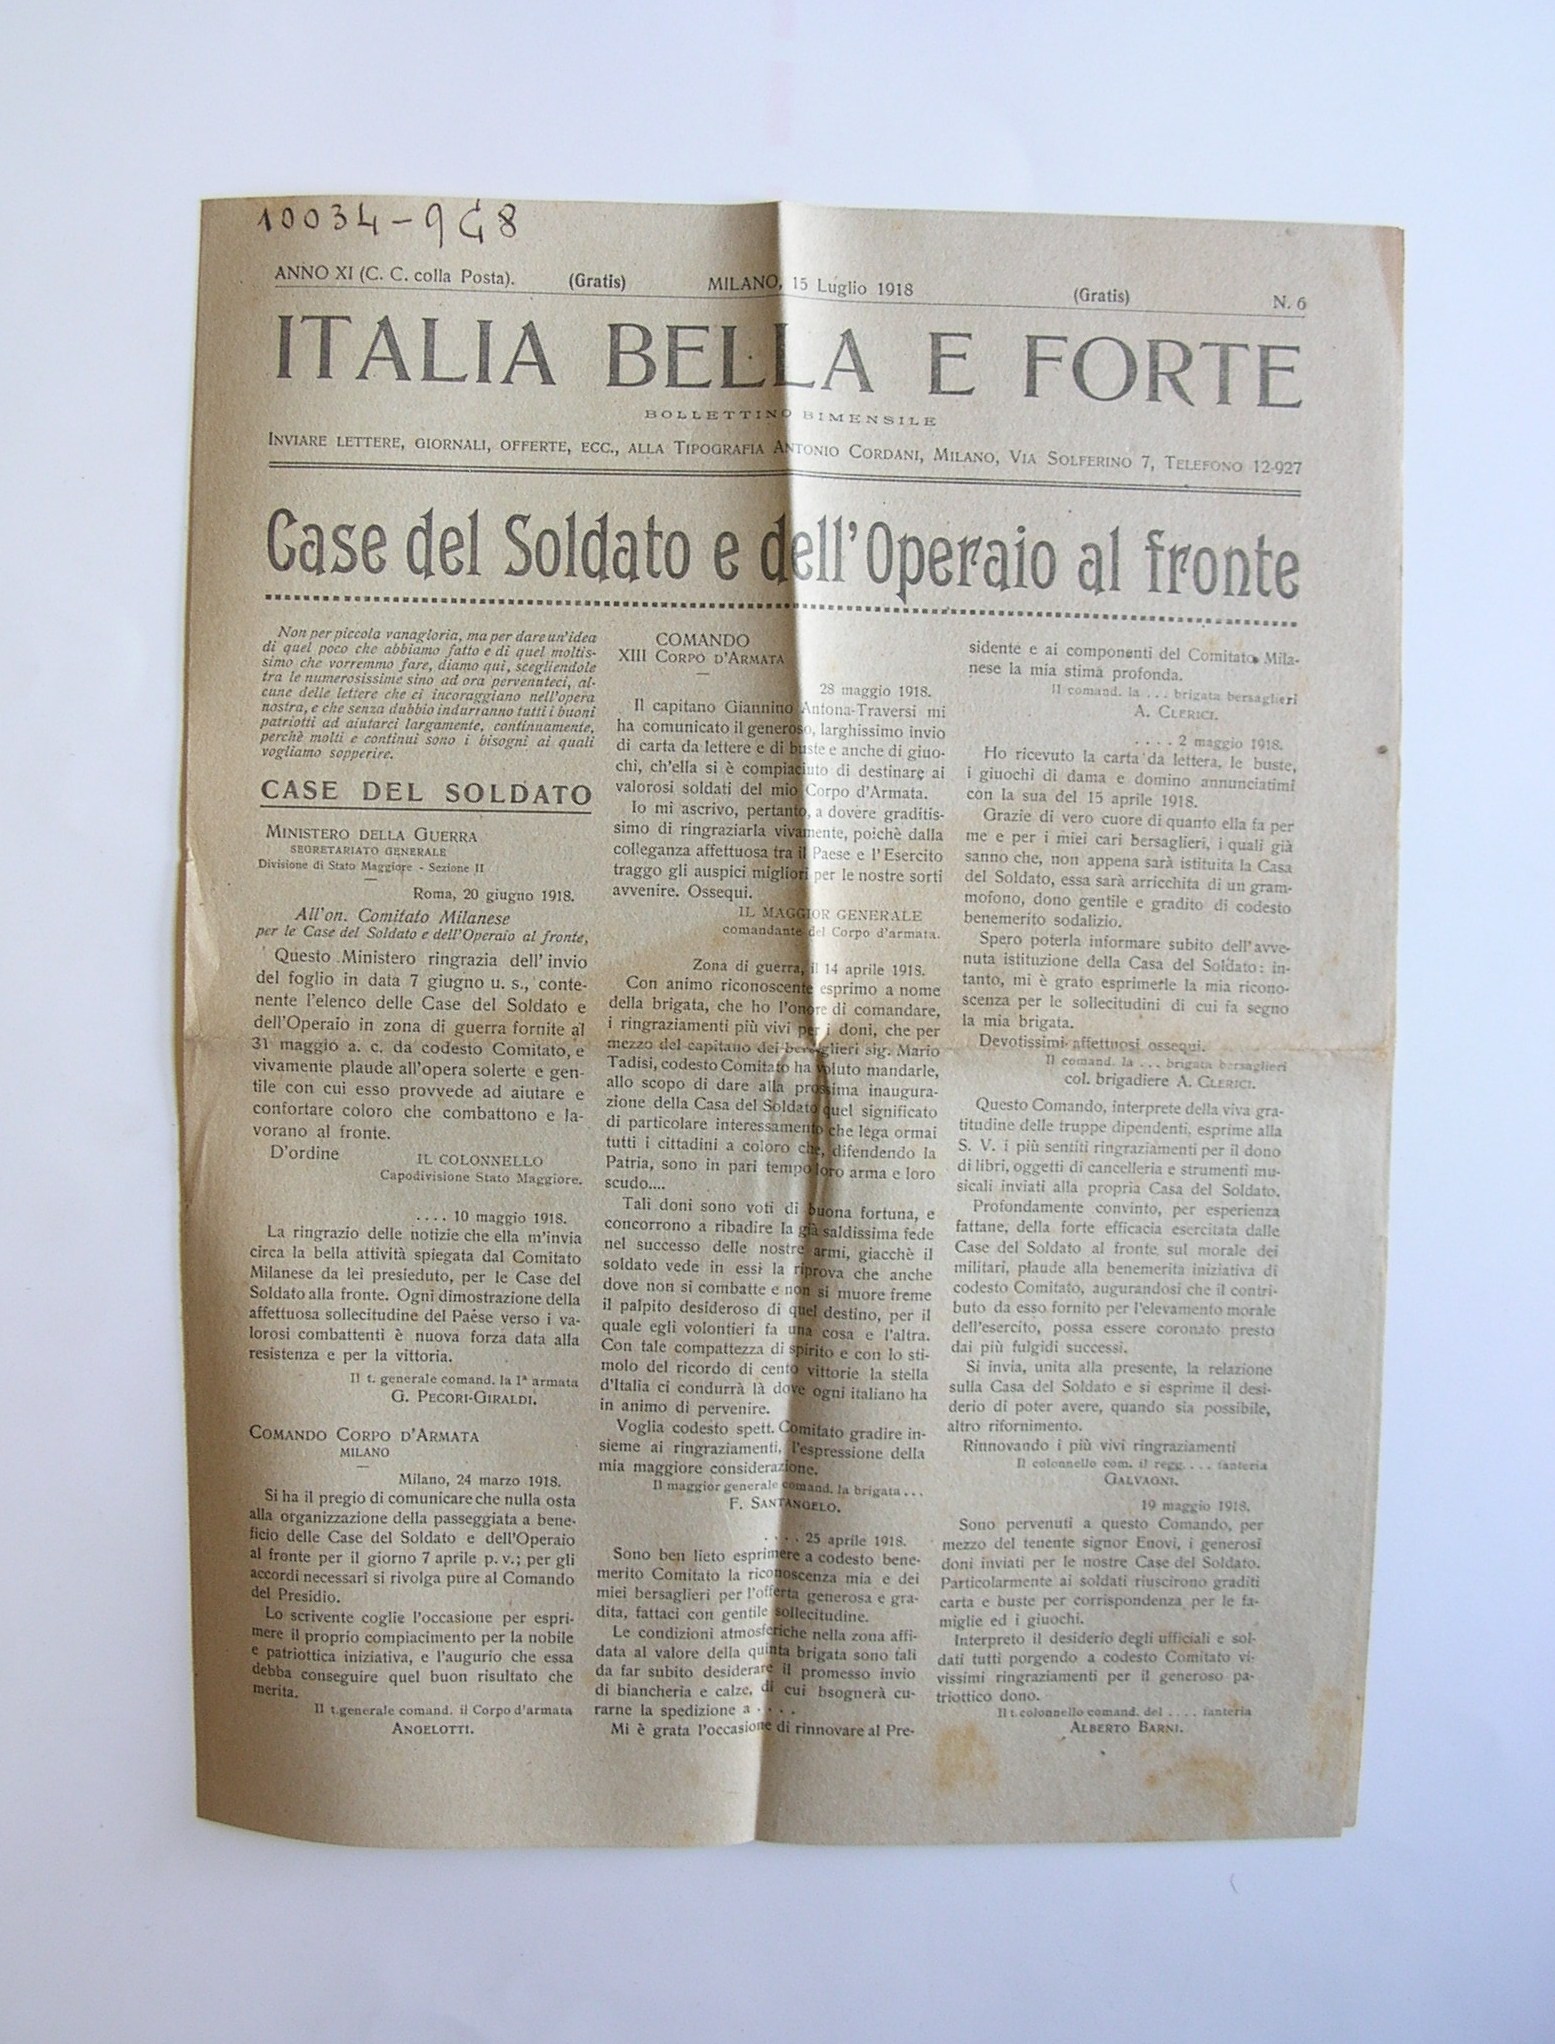 10034-9G8
ANNO XI (C. C. colla Posta). (Gratis) MILANO, 15 Luglio 1918 (Gratis) N. 6
ITALIA BELLA E FORTE
BOLLETTINO BIMENSILE
INVIARE LETTERE, GIORNALI, OFFERTE, ECC., ALLA TIPOGRAFIA ANTONIO CORDANI, MILANO, VIA SOLFERINO 7, TELEFONO 12-927
Case del Soldato e dell'Operaio al fronte
Non per piccola vanagloria, ma per dare un'idea
di quel poco che abbiamo fatto e di quel moltis-
simo che vorremmo fare, diamo qui, scegliendole
tra le numerosissime sino ad ora pervenuteci, al-
cune delle lettere che ci incoraggiano nell'opera
nostra, e che senza dubbio indurranno tutti i buoni
patriotti ad aiutarci largamente, continuamente,
perchè molti e continui sono i bisogni ai quali
vogliamo sopperire.
CASE DEL SOLDATO
MINISTERO DELLA GUERRA
SEGRETARIATO GENERALE
Divisione di Stato Maggiore - Sezione II
Roma, 20 giugno 1918.
All'on. Comitato Milanese
per le Case del Soldato e dell'Operaio al fronte,
Questo Ministero ringrazia dell'invio
del foglio in data 7 giugno u. s., conte-
nente l'elenco delle Case del Soldato e
dell'Operaio in zona di guerra fornite al
31 maggio a. c. da codesto Comitato, e
vivamente plaude all'opera solerte e gen-
tile con cui esso provvede ad aiutare e
confortare coloro che combattono e la-
vorano al fronte.
D'ordine
IL COLONNELLO
Capodivisione Stato Maggiore.
.... 10 maggio 1918.
La ringrazio delle notizie che ella m'invia
circa la bella attività spiegata dal Comitato
Milanese da lei presieduto, per le Case del
Soldato alla fronte. Ogni dimostrazione della
affettuosa sollecitudine del Paese verso i va-
lorosi combattenti è nuova forza data alla
resistenza e per la vittoria.
Il t. generale comand. la Iª armata
G. PECORI-GIRALDI.
COMANDO CORPO D'ARMATA
MILANO
Milano, 24 marzo 1918.
Si ha il pregio di comunicare che nulla osta
alla organizzazione della passeggiata a bene-
ficio delle Case del Soldato e dell'Operaio
al fronte per il giorno 7 aprile p. v.; per gli
accordi necessari si rivolga pure al Comando
del Presidio.
Lo scrivente coglie l'occasione per espri-
mere il proprio compiacimento per la nobile
e patriottica iniziativa, e l'augurio che essa
debba conseguire quel buon risultato che
merita.
Il t.generale comand. il Corpo d'armata
ANGELOTTI.
COMANDO
XIII CORPO D'ARMATA
28 maggio 1918.
Il capitano Giannino Antona-Traversi mi
ha comunicato il generoso, larghissimo invio
di carta da lettere e di buste e anche di giuo-
chi, ch'ella si è compiaciuto di destinare ai
valorosi soldati del mio Corpo d'Armata.
Io mi ascrivo, pertanto, a dovere graditis-
simo di ringraziarla vivamente, poichè dalla
colleganza affettuosa tra il Paese e l'Esercito
traggo gli auspici migliori per le nostre sorti
avvenire. Ossequi.
IL MAGGIOR GENERALE
comandante del Corpo d'armata.
Zona di guerra, il 14 aprile 1918.
Con animo riconoscente esprimo a nome
della brigata, che ho l'onore di comandare,
i ringraziamenti più vivi per i doni, che per
mezzo del capitano dei bersaglieri sig. Mario
Tadisi, codesto Comitato ha voluto mandarle,
allo scopo di dare alla prossima inaugura-
zione della Casa del Soldato quel significato
di particolare interessamento che lega ormai
tutti i cittadini a coloro che, difendendo la
Patria, sono in pari tempo loro arma e loro
scudo....
Tali doni sono voti di buona fortuna, e
concorrono a ribadire la già saldissima fede
nel successo delle nostre armi, giacchè il
soldato vede in essi la riprova che anche
dove non si combatte e non si muore freme
il palpito desideroso di quel destino, per il
quale egli volontieri fa una cosa e l'altra.
Con tale compattezza di spirito e con lo sti-
molo del ricordo di cento vittorie la stella
d'Italia ci condurrà là dove ogni italiano ha
in animo di pervenire.
Voglia codesto spett. Comitato gradire in-
sieme ai ringraziamenti, l'espressione della
mia maggiore considerazione.
Il maggior generale comand. la brigata ...
F. SANTANGELO.
.... 25 aprile 1918.
Sono ben lieto esprimere a codesto bene-
merito Comitato la riconoscenza mia e dei
miei bersaglieri per l'offerta generosa e gra-
dita, fattaci con gentile sollecitudine.
Le condizioni atmosferiche nella zona affi-
data al valore della quinta brigata sono tali
da far subito desiderare il promesso invio
di biancheria e calze, di cui bsognerà cu-
rarne la spedizione a ....
Mi è grata l'occasione di rinnovare al Pre-
sidente e ai componenti del Comitato Mila-
nese la mia stima profonda.
Il comand. la ... brigata bersaglieri
A. CLERICI.
.... 2 maggio 1918.
Ho ricevuto la carta da lettera, le buste,
i giuochi di dama e domino annunciatimi
con la sua del 15 aprile 1918.
Grazie di vero cuore di quanto ella fa per
me e per i miei cari bersaglieri, i quali già
sanno che, non appena sarà istituita la Casa
del Soldato, essa sarà arricchita di un gram-
mofono, dono gentile e gradito di codesto
benemerito sodalizio.
Spero poterla informare subito dell'avve-
nuta istituzione della Casa del Soldato: in-
tanto, mi è grato esprimerle la mia ricono-
scenza per le sollecitudini di cui fa segno
la mia brigata.
Devotissimi affettuosi ossequi.
Il comand. la ... brigata bersaglieri
col. brigadiere A. CLERICI.
Questo Comando, interprete della viva gra-
titudine delle truppe dipendenti, esprime alla
S. V. i più sentiti ringraziamenti per il dono
di libri, oggetti di cancelleria e strumenti mu-
sicali inviati alla propria Casa del Soldato.
Profondamente convinto, per esperienza
fattane, della forte efficacia esercitata dalle
Case del Soldato al fronte sul morale dei
militari, plaude alla benemerita iniziativa di
codesto Comitato, augurandosi che il contri-
buto da esso fornito per l'elevamento morale
dell'esercito, possa essere coronato presto
dai più fulgidi successi.
Si invia, unita alla presente, la relazione
sulla Casa del Soldato e si esprime il desi-
derio di poter avere, quando sia possibile,
altro rifornimento.
Rinnovando i più vivi ringraziamenti
Il colonnello com. il regg.... fanteria
GALVAGNI.
19 maggio 1918.
Sono pervenuti a questo Comando, per
mezzo del tenente signor Enovi, i generosi
doni inviati per le nostre Case del Soldato.
Particolarmente ai soldati riuscirono graditi
carta e buste per corrispondenza per le fa-
miglie ed i giuochi.
Interpreto il desiderio degli ufficiali e sol-
dati tutti porgendo a codesto Comitato vi-
vissimi ringraziamenti per il generoso pa-
triottico dono.
Il t. colonnello comand. del .... fanteria
ALBERTO BARNI.